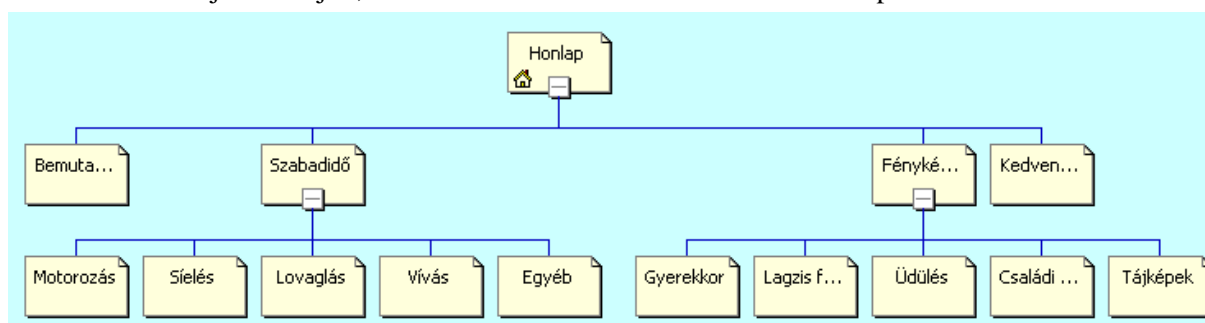 Honlap
Bemuta...
Szabadidő
Fényké...
Kedven...
Motorozás
Síelés
Lovaglás
Vívás
Egyéb
Gyerekkor
Lagzis f...
Üdülés
Családi ...
Tájképek